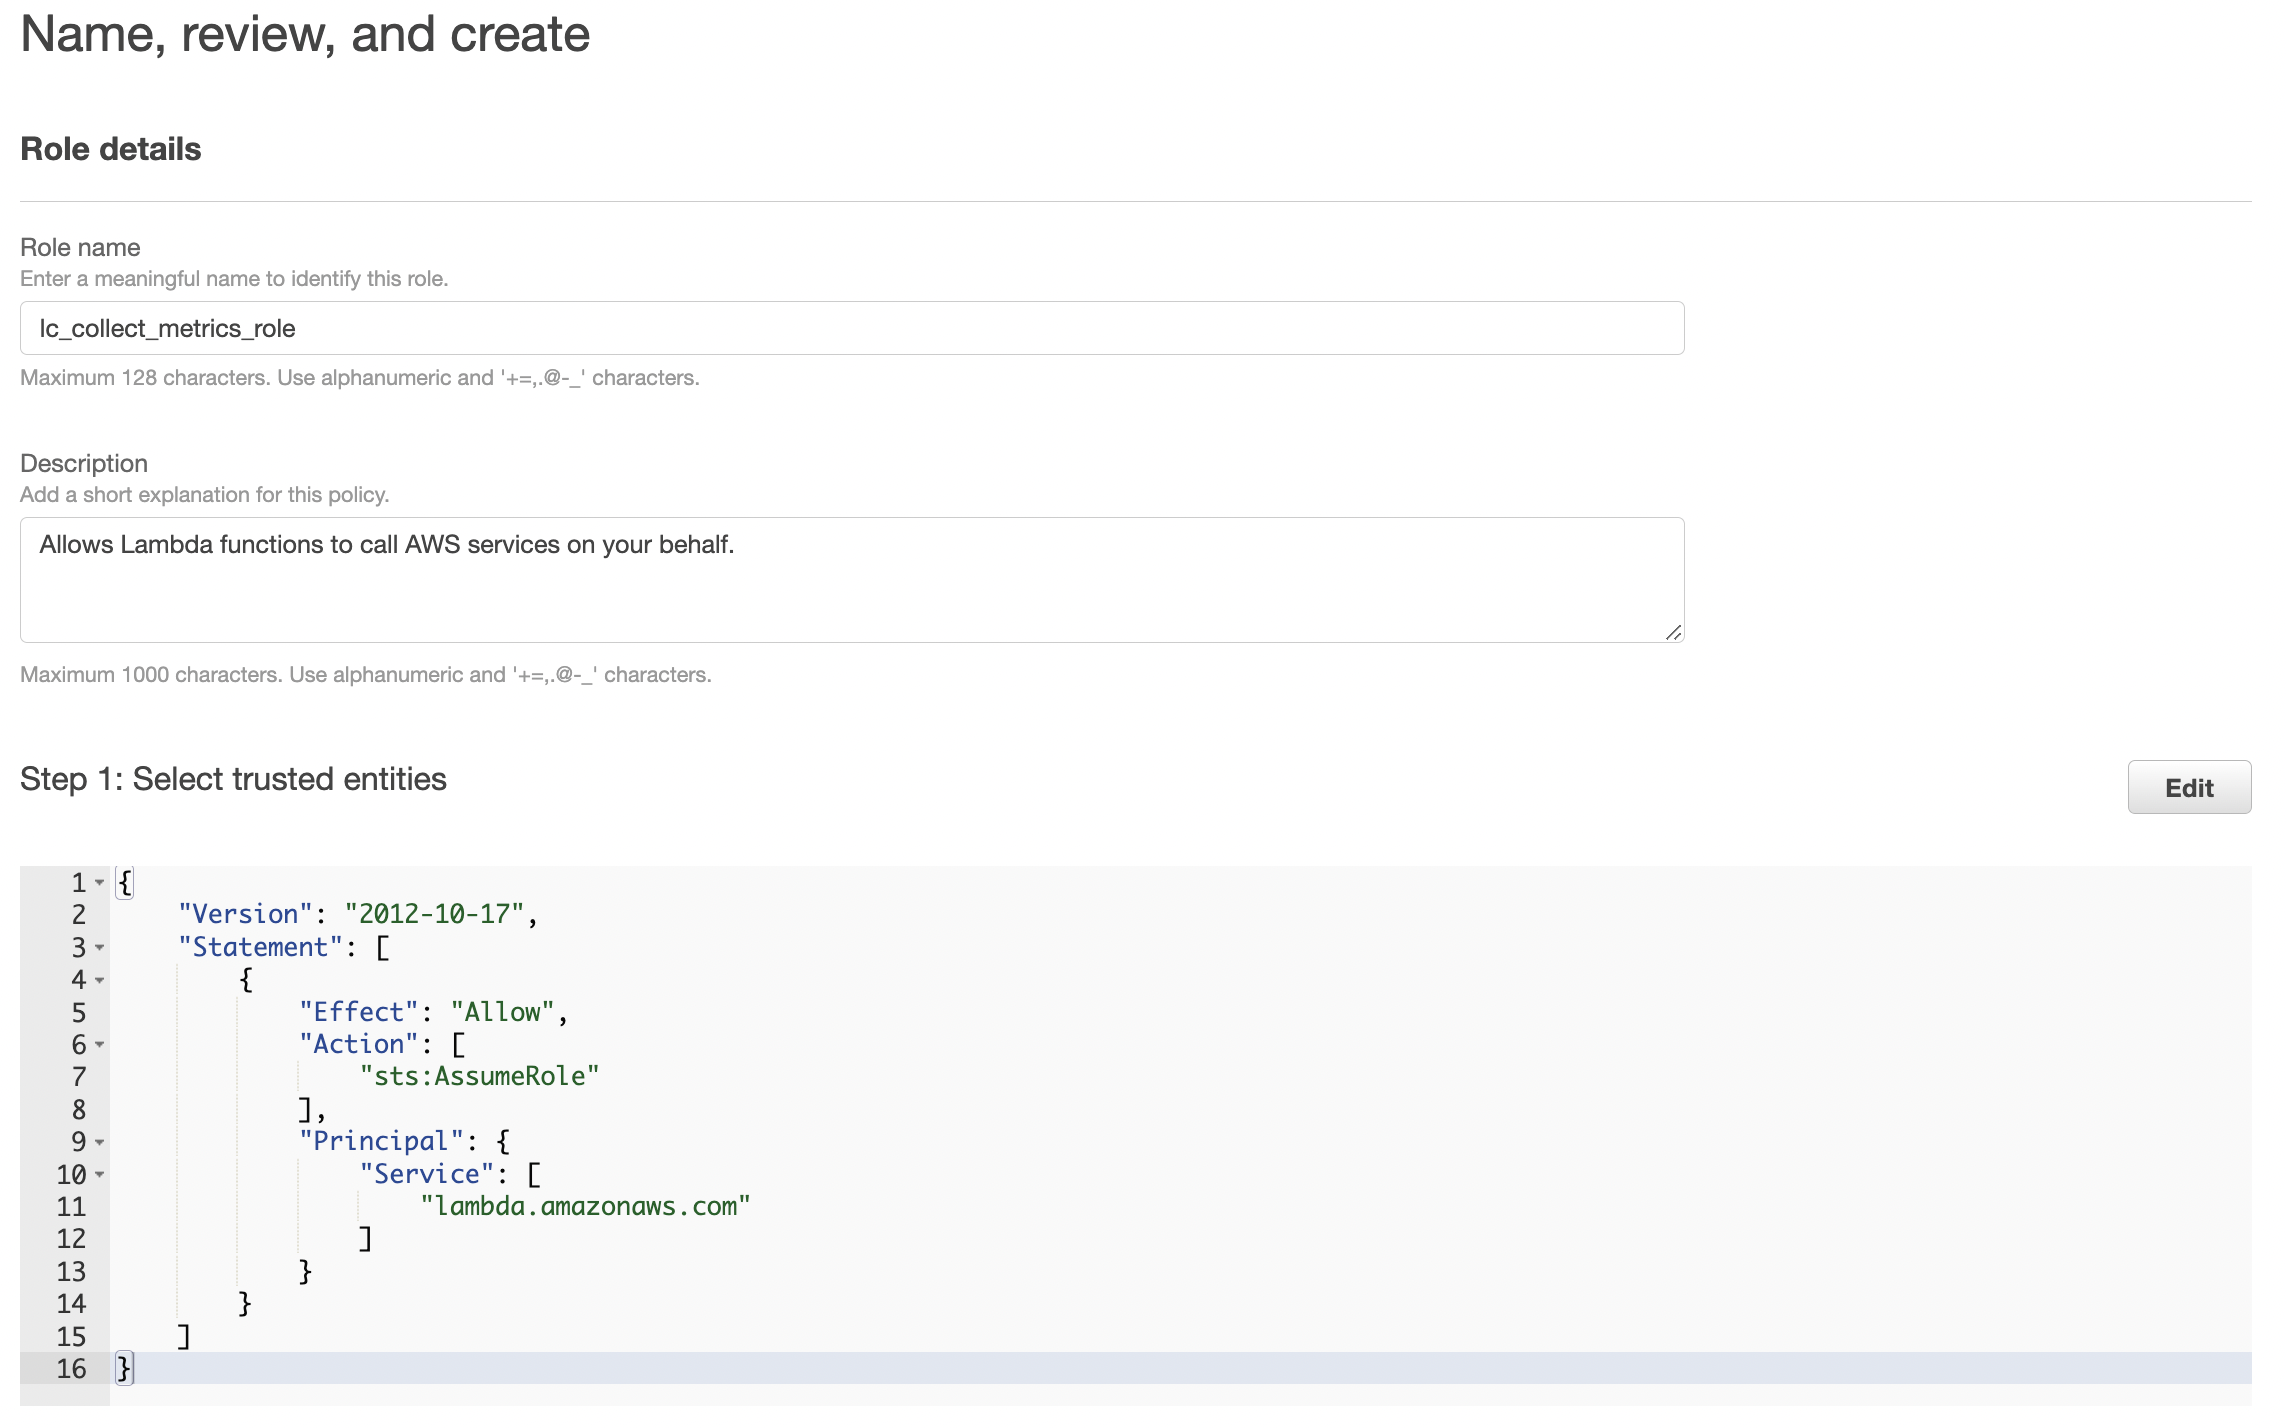 Name, review, and create
Role details
Role name
Enter a meaningful name to identify this role.
lc_collect_metrics_role
Maximum 128 characters. Use alphanumeric and '+=,.@-_' characters.
Description
Add a short explanation for this policy.
Allows Lambda functions to call AWS services on your behalf.
Maximum 1000 characters. Use alphanumeric and '+=,.@-_' characters.
Step 1: Select trusted entities
Edit
1 {
2     "Version": "2012-10-17",
3     "Statement": [
4         {
5             "Effect": "Allow",
6             "Action": [
7                 "sts:AssumeRole"
8             ],
9             "Principal": {
10                 "Service": [
11                     "lambda.amazonaws.com"
12                 ]
13             }
14         }
15     ]
16 }